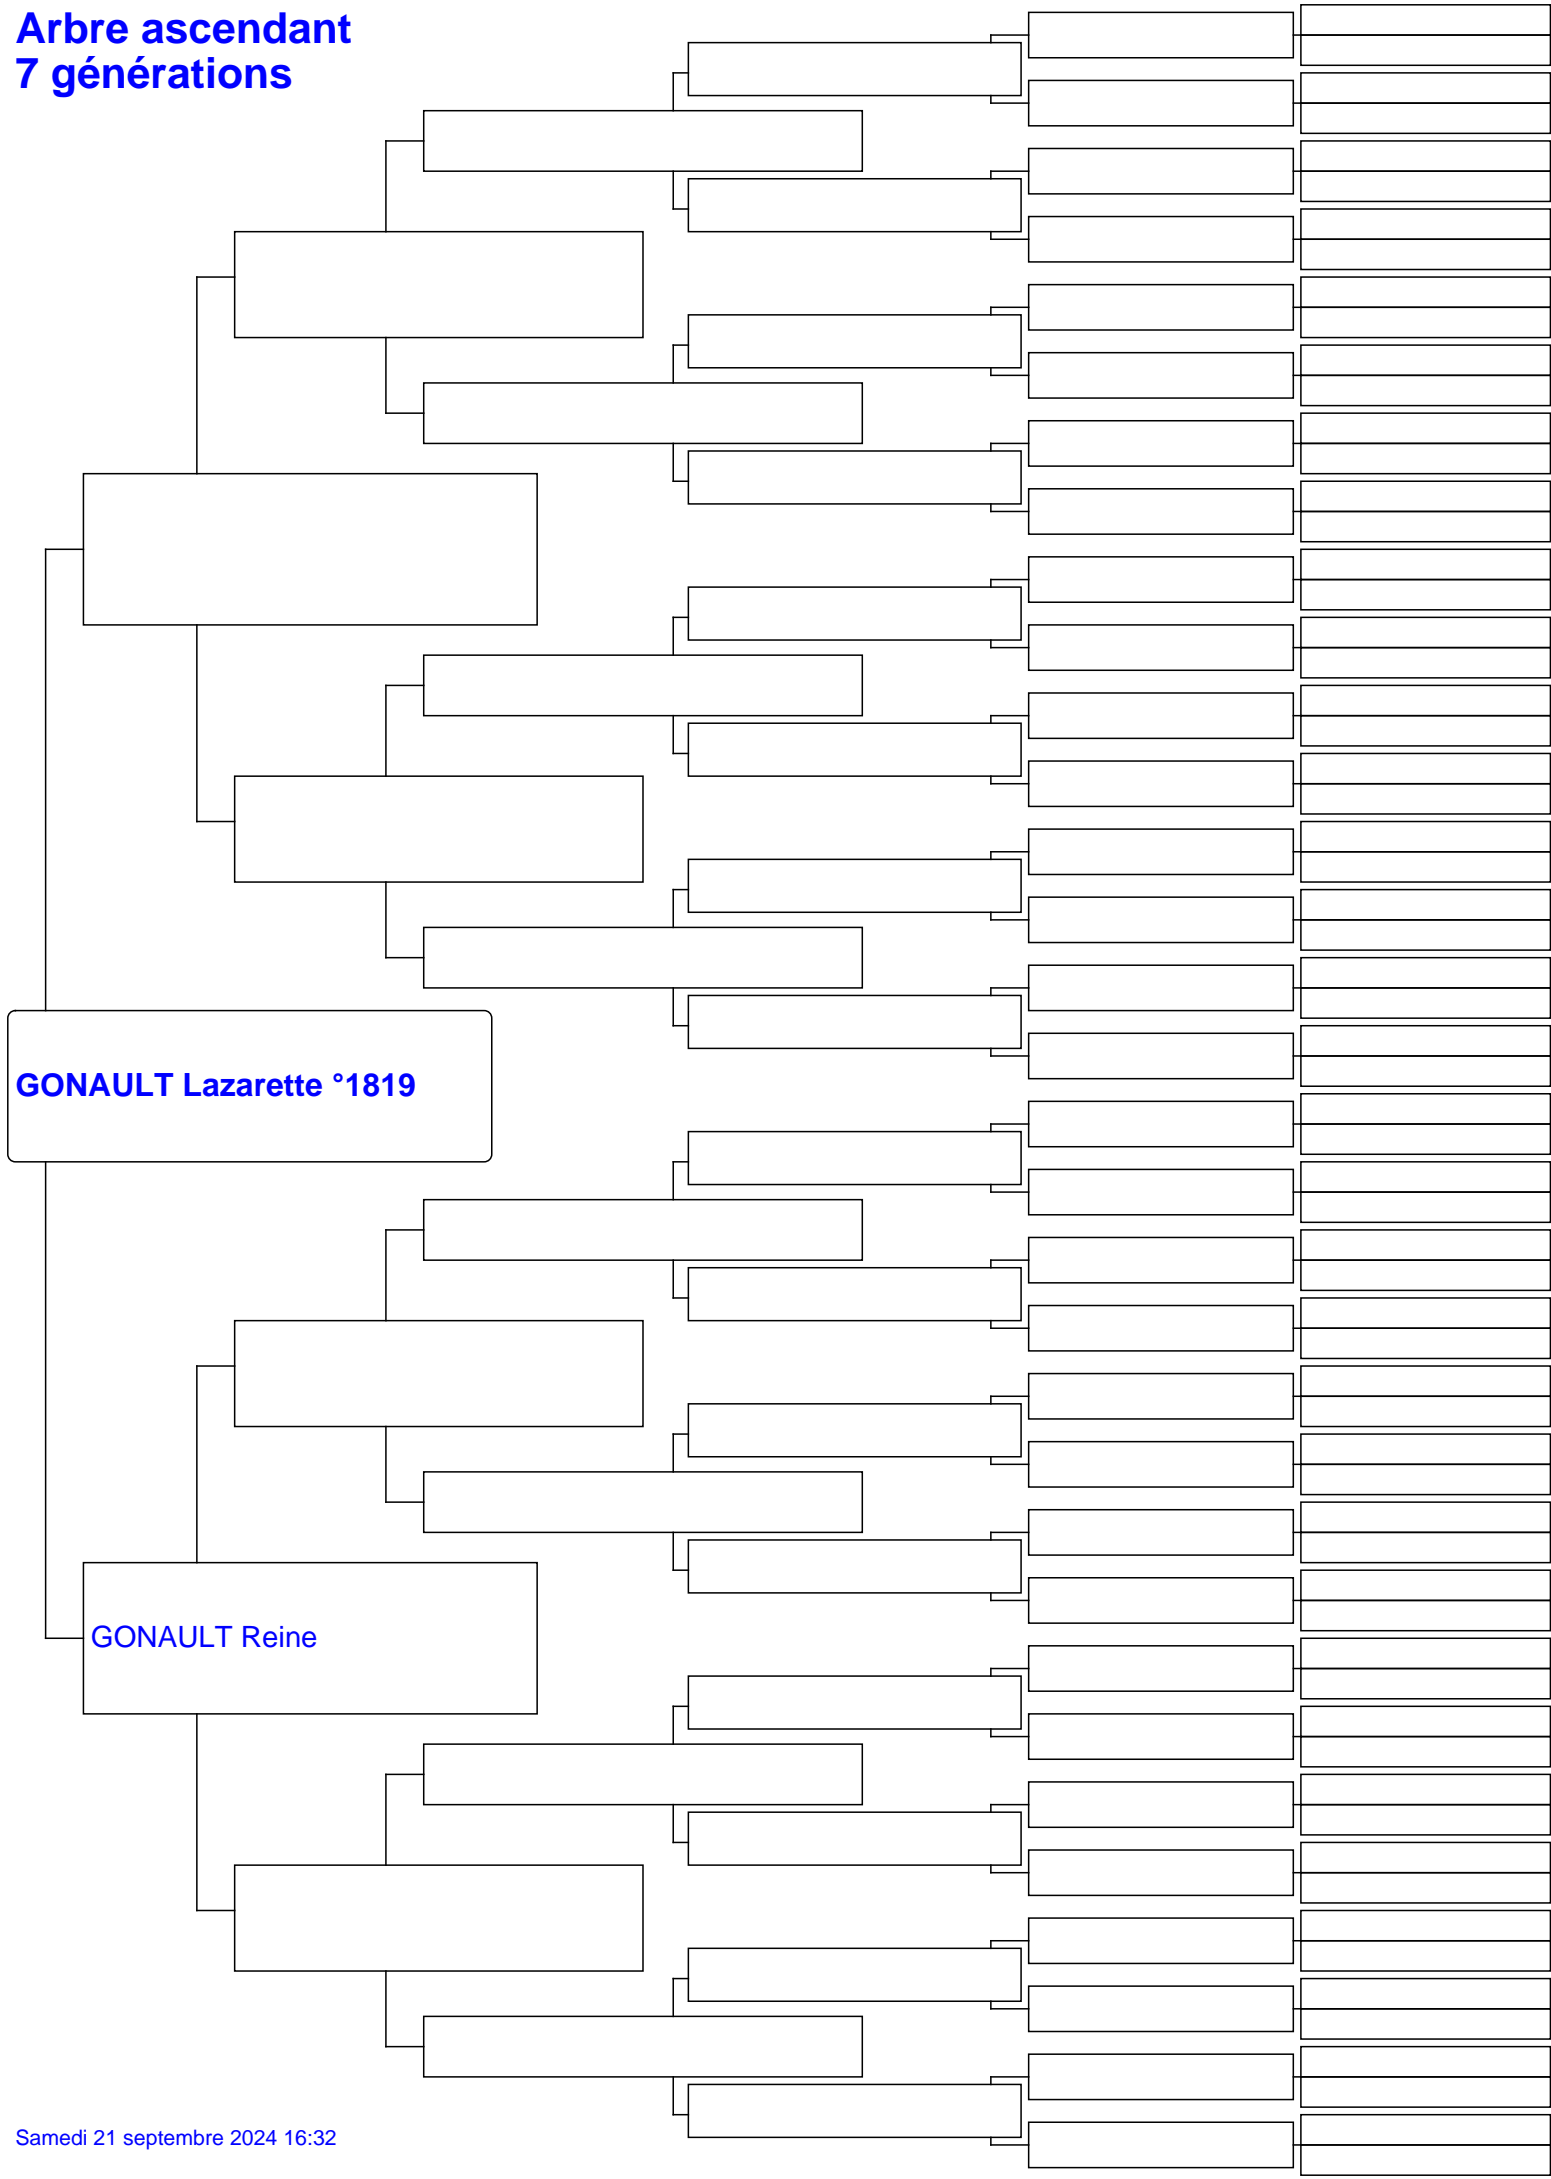 Arbre ascendant
7 générations
GONAULT Lazarette °1819
GONAULT Reine
Samedi 21 septembre 2024 16:32